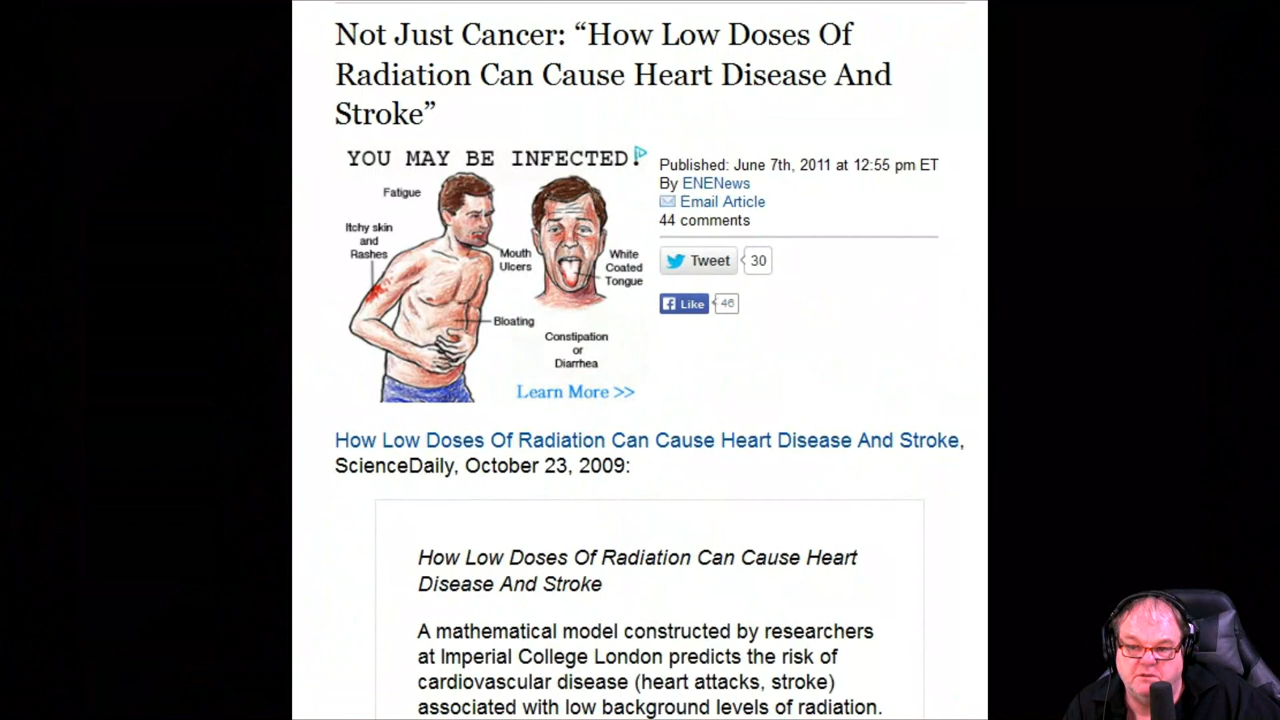 Not Just Cancer: “How Low Doses Of
Radiation Can Cause Heart Disease And
Stroke”
YOU MAY BE INFECTED!
Fatigue
Itchy skin
and
Rashes
Mouth
Ulcers
White
Coated
Tongue
Bloating
Constipation
or
Diarrhea
Learn More >>
Published: June 7th, 2011 at 12:55 pm ET
By ENENews
Email Article
44 comments
Tweet 30
Like 46
How Low Doses Of Radiation Can Cause Heart Disease And Stroke,
ScienceDaily, October 23, 2009:
How Low Doses Of Radiation Can Cause Heart
Disease And Stroke
A mathematical model constructed by researchers
at Imperial College London predicts the risk of
cardiovascular disease (heart attacks, stroke)
associated with low background levels of radiation.